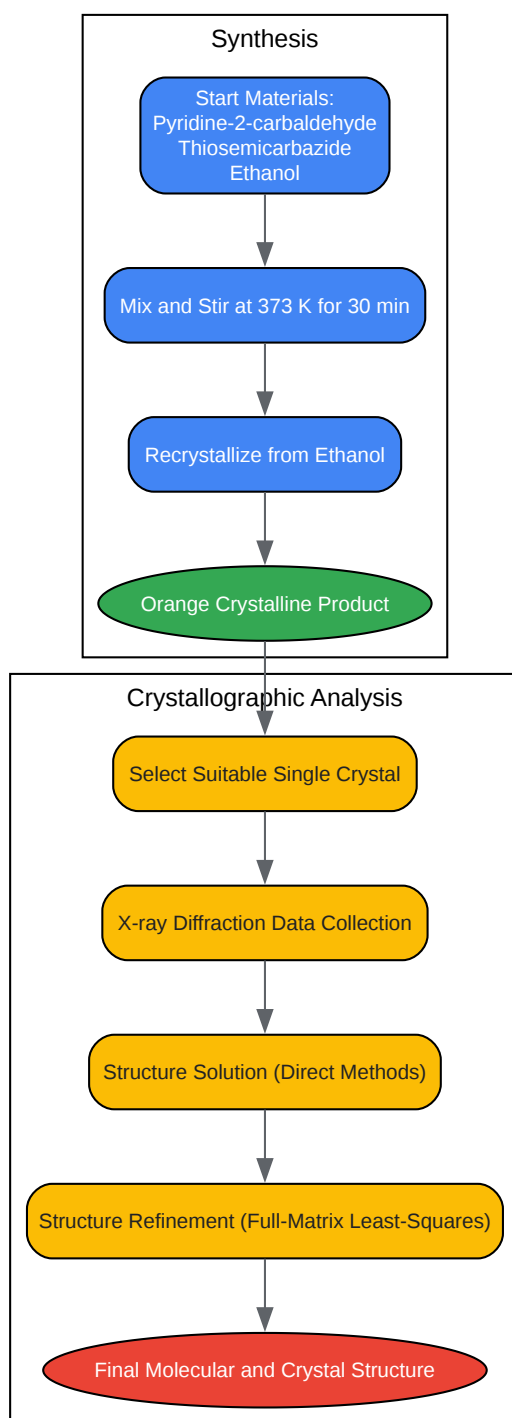 Synthesis
Start Materials:
Pyridine-2-carbaldehyde
Thiosemicarbazide
Ethanol
Mix and Stir at 373 K for 30 min
Recrystallize from Ethanol
Orange Crystalline Product
Crystallographic Analysis
Select Suitable Single Crystal
X-ray Diffraction Data Collection
Structure Solution (Direct Methods)
Structure Refinement (Full-Matrix Least-Squares)
Final Molecular and Crystal Structure